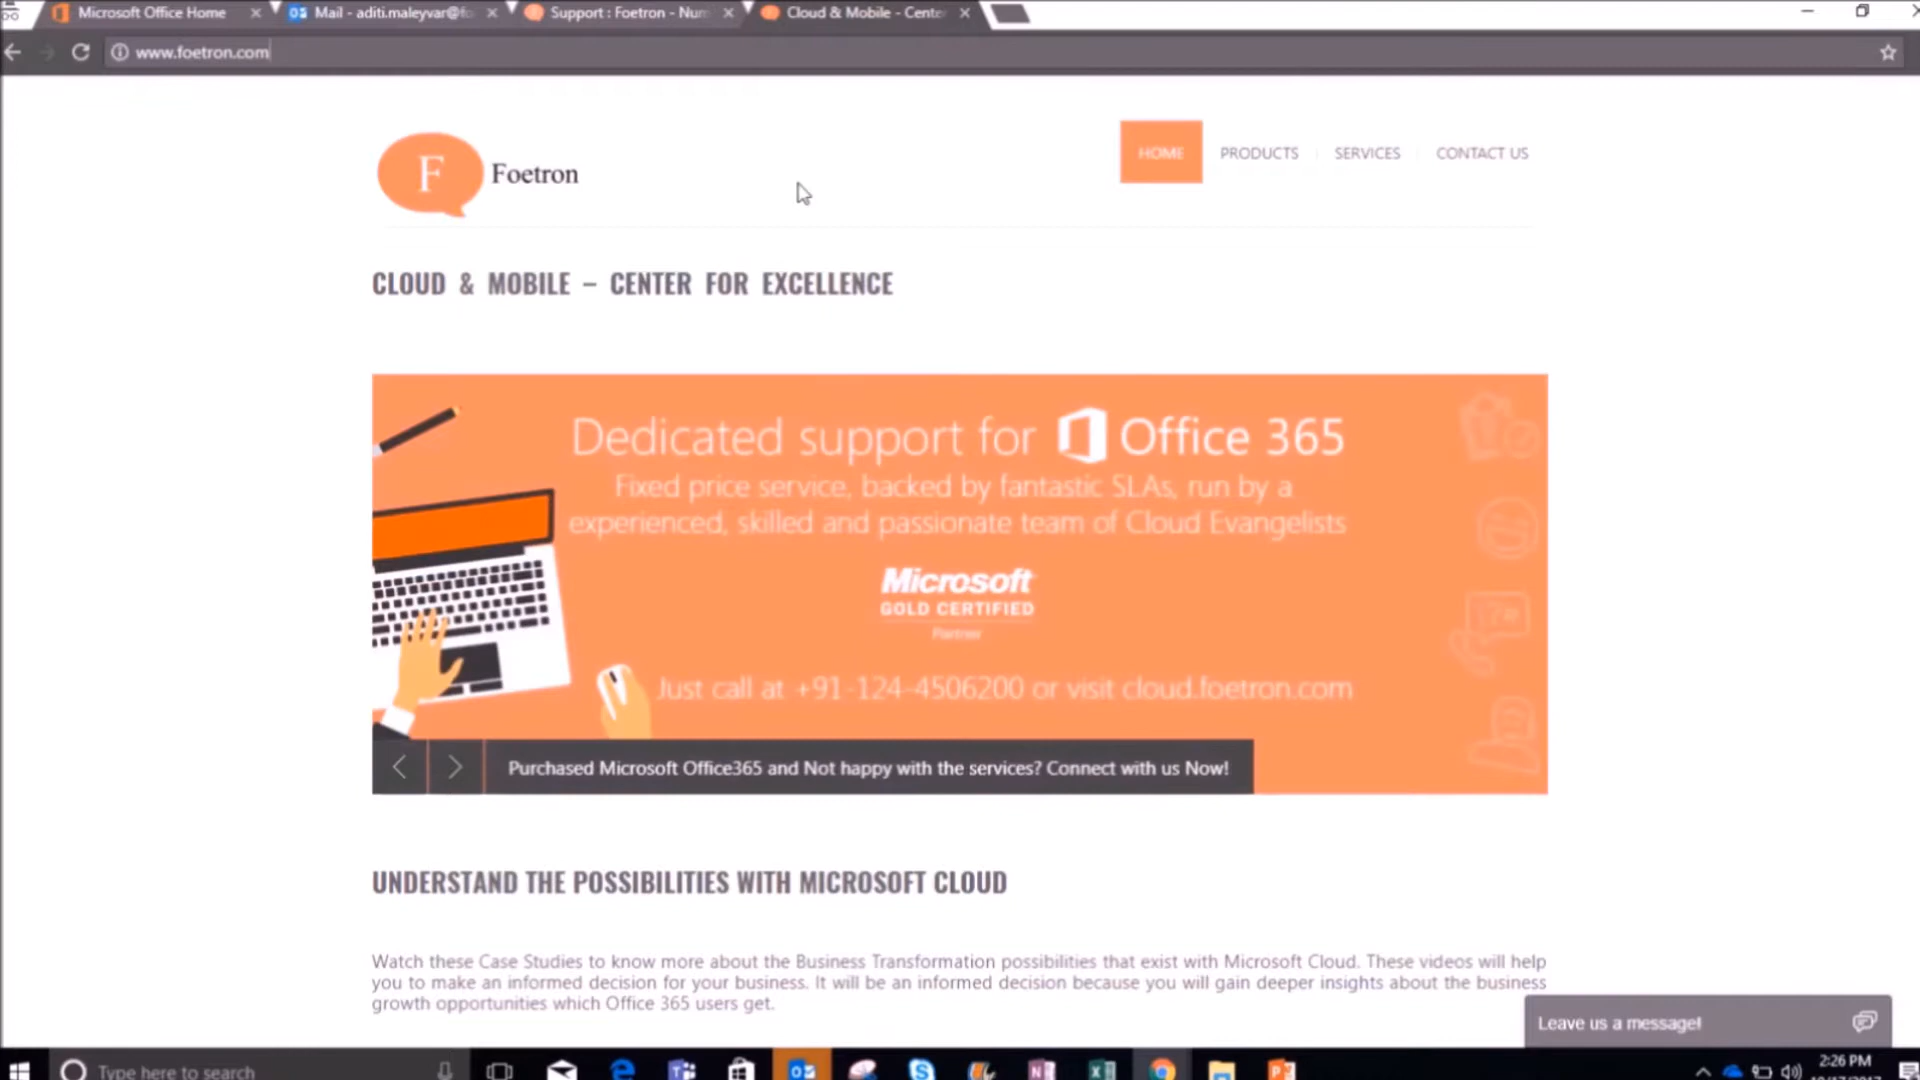 Microsoft Office Home
Mail - aditi.maleyvar@fo
Support : Foetron - Num
Cloud & Mobile - Cente
www.foetron.com
F
Foetron
HOME
PRODUCTS
SERVICES
CONTACT US
CLOUD & MOBILE – CENTER FOR EXCELLENCE
Dedicated support for Office 365
Fixed price service, backed by fantastic SLAs, run by a
experienced, skilled and passionate team of Cloud Evangelists
Microsoft
GOLD CERTIFIED
Partner
Just call at +91-124-4506200 or visit cloud.foetron.com
Purchased Microsoft Office365 and Not happy with the services? Connect with us Now!
UNDERSTAND THE POSSIBILITIES WITH MICROSOFT CLOUD
Watch these Case Studies to know more about the Business Transformation possibilities that exist with Microsoft Cloud. These videos will help
you to make an informed decision for your business. It will be an informed decision because you will gain deeper insights about the business
growth opportunities which Office 365 users get.
Leave us a message!
Type here to search
2:26 PM